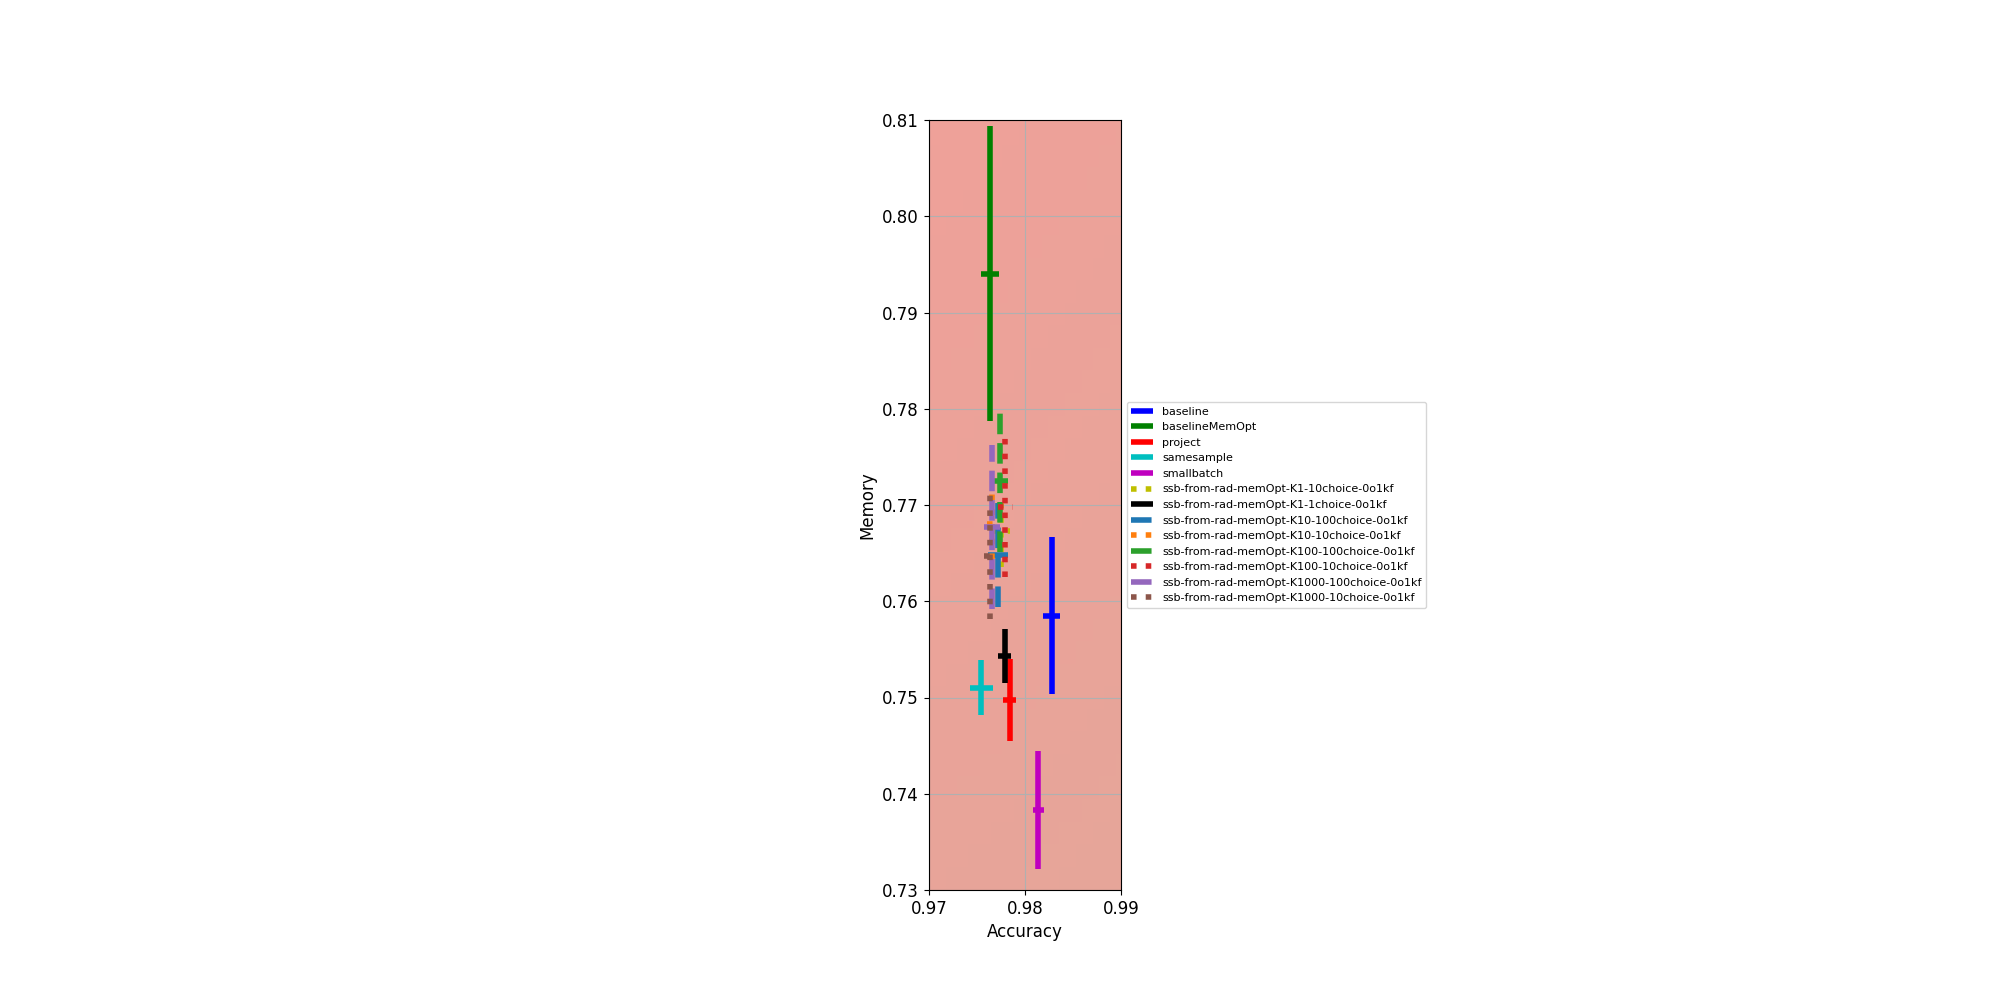 0.81
0.80
0.79
0.78
0.77
0.76
0.75
0.74
0.73
Memory
0.97 0.98 0.99
Accuracy
baseline
baselineMemOpt
project
samesample
smallbatch
ssb-from-rad-memOpt-K1-10choice-0o1kf
ssb-from-rad-memOpt-K1-1choice-0o1kf
ssb-from-rad-memOpt-K10-100choice-0o1kf
ssb-from-rad-memOpt-K10-10choice-0o1kf
ssb-from-rad-memOpt-K100-100choice-0o1kf
ssb-from-rad-memOpt-K100-10choice-0o1kf
ssb-from-rad-memOpt-K1000-100choice-0o1kf
ssb-from-rad-memOpt-K1000-10choice-0o1kf